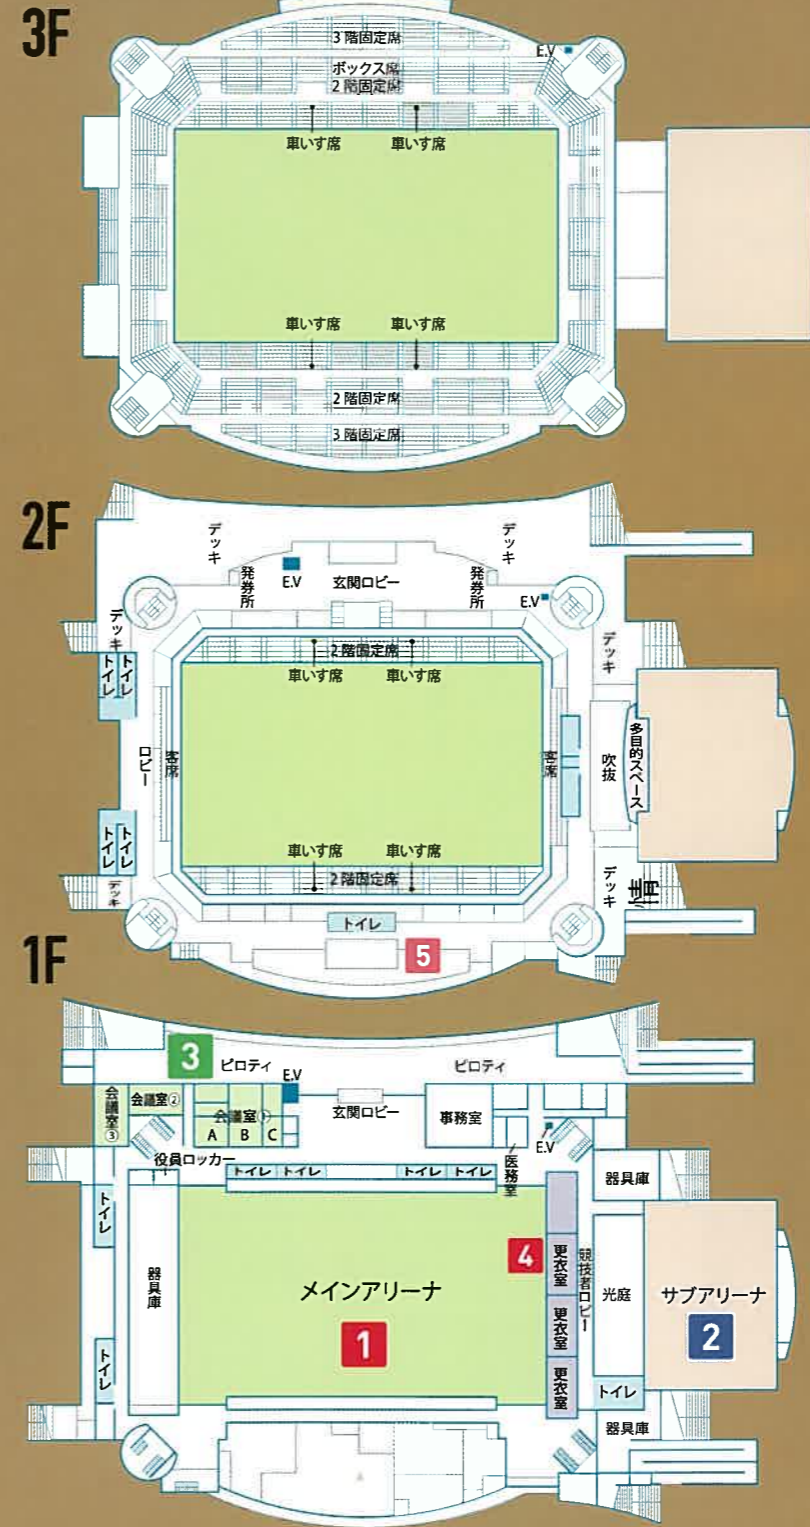 3F
3階固定席
E.V
ボックス席
2階固定席
車いす席 車いす席
車いす席 車いす席
2階固定席
3階固定席
2F
デッキ
デッキ
発券所
E.V
玄関ロビー
発券所
E.V
デッキ
2階固定席
車いす席 車いす席
デッキ
トイレ
トイレ
ロビー
客席
客席
吹抜
多目的スペース
トイレ
トイレ
車いす席 車いす席
2階固定席
デッキ
デッキ
トイレ
5
1F
3
ピロティ
E.V
ピロティ
会議室③
会議室②
会議室①
A B C
玄関ロビー
事務室
E.V
役員ロッカー
トイレ トイレ
トイレ トイレ
医務室
器具庫
トイレ
器具庫
メインアリーナ
1
4
更衣室
更衣室
更衣室
競技者ロビー
光庭
サブアリーナ
2
トイレ
トイレ
器具庫